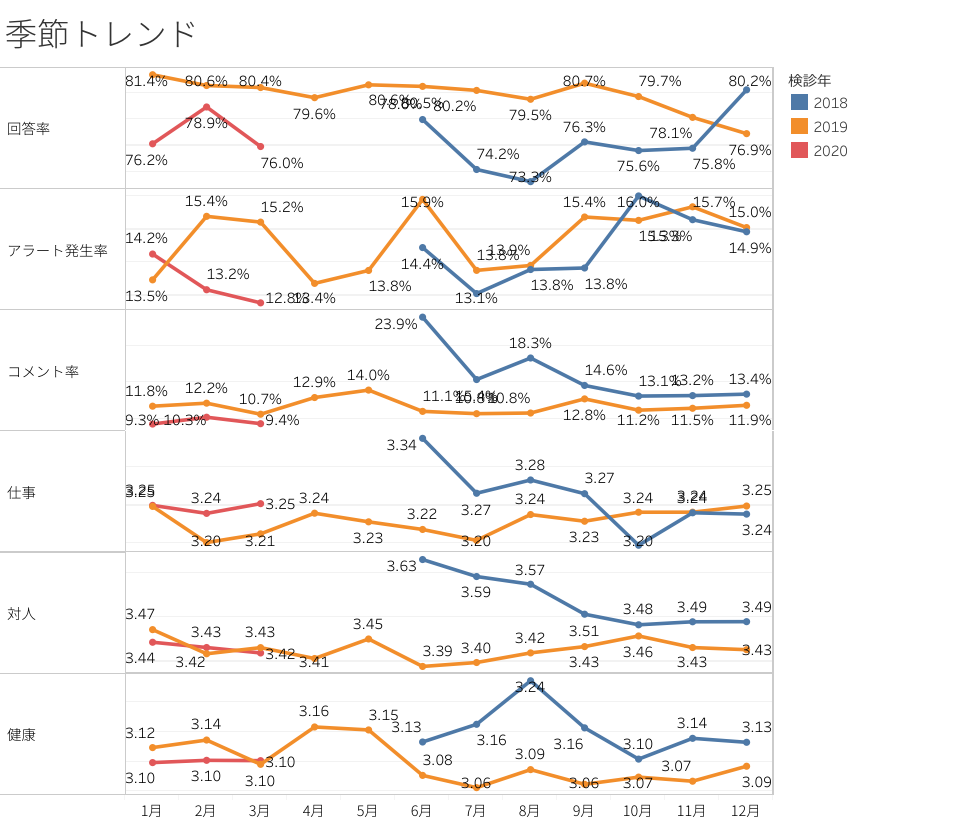 季節トレンド
検診年
2018
2019
2020
回答率
81.4% 80.6% 80.4% 80.7% 79.7% 80.2%
79.6% 80.2% 79.5%
78.9% 76.3% 78.1%
76.2% 76.0% 74.2% 73.3% 75.6% 75.8% 76.9%
アラート発生率
15.4% 15.2% 15.9% 15.4% 16.0% 15.7% 15.0%
14.2% 13.2% 14.4% 13.8% 13.9% 14.9%
13.5% 13.4% 13.8% 13.1% 13.8% 13.8%
コメント率
23.9% 18.3%
11.8% 12.2% 10.7% 12.9% 14.0% 14.6% 13.1% 13.2% 13.4%
9.3% 10.3% 9.4% 11.1% 10.8% 12.8% 11.2% 11.5% 11.9%
仕事
3.34 3.28 3.27
3.25 3.24 3.25 3.24 3.22 3.27 3.24 3.24 3.24 3.25
3.20 3.21 3.23 3.20 3.23 3.20 3.24
対人
3.63 3.59 3.57
3.47 3.43 3.43 3.45 3.39 3.40 3.42 3.51 3.48 3.49 3.49
3.44 3.42 3.42 3.41 3.43 3.46 3.43 3.43
健康
3.24
3.12 3.14 3.16 3.15 3.13 3.16 3.16 3.10 3.14 3.13
3.10 3.10 3.10 3.10 3.08 3.06 3.09 3.06 3.07 3.07 3.09
1月 2月 3月 4月 5月 6月 7月 8月 9月 10月 11月 12月